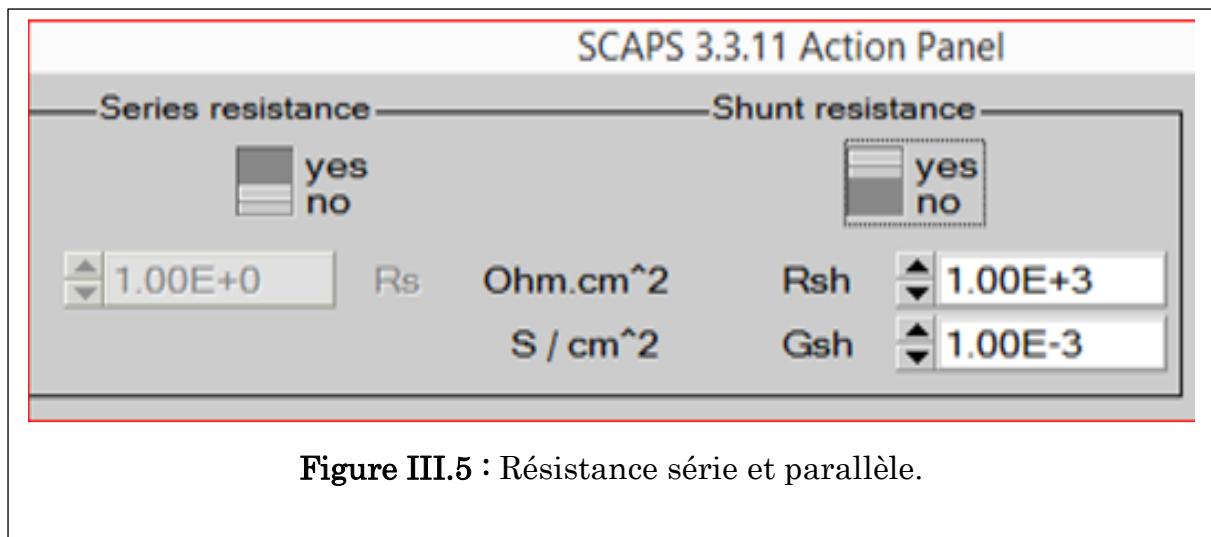 SCAPS 3.3.11 Action Panel
Series resistance Shunt resistance
yes yes
no no
1.00E+0 Rs Ohm.cm^2 Rsh 1.00E+3
S / cm^2 Gsh 1.00E-3
Figure III.5 : Résistance série et parallèle.